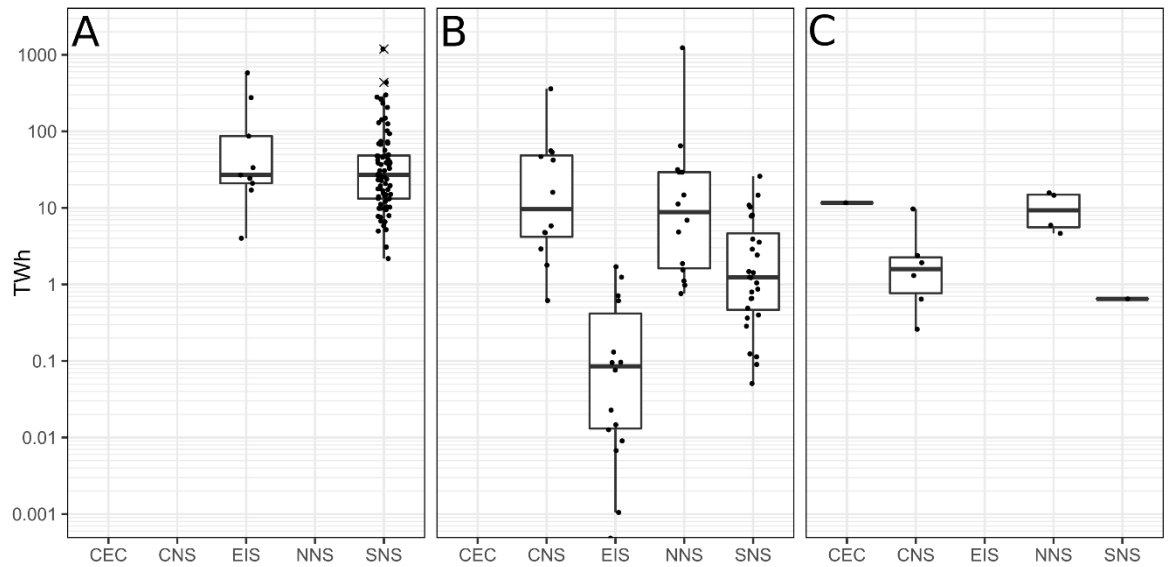 A B C
1000
100
10
1
0.1
0.01
0.001
TWh
CEC CNS EIS NNS SNS CEC CNS EIS NNS SNS CEC CNS EIS NNS SNS